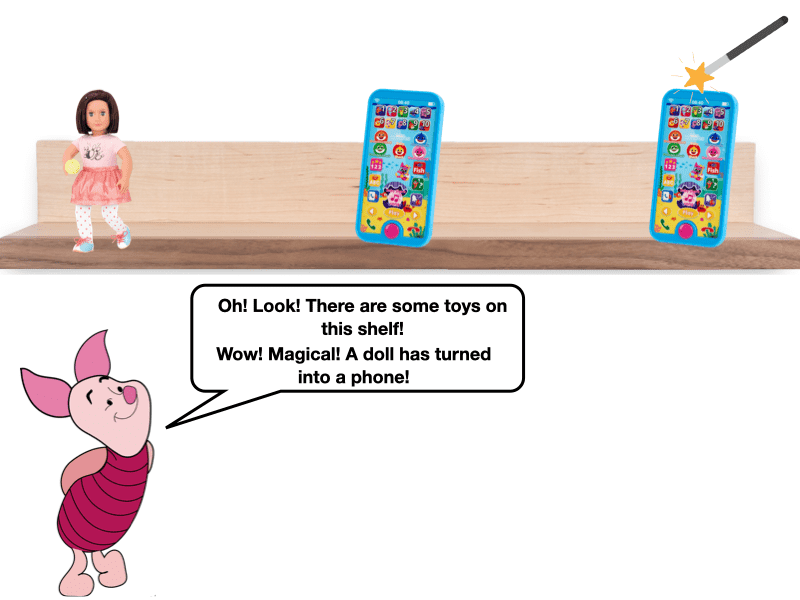 Oh! Look! There are some toys on
this shelf!
Wow! Magical! A doll has turned
into a phone!